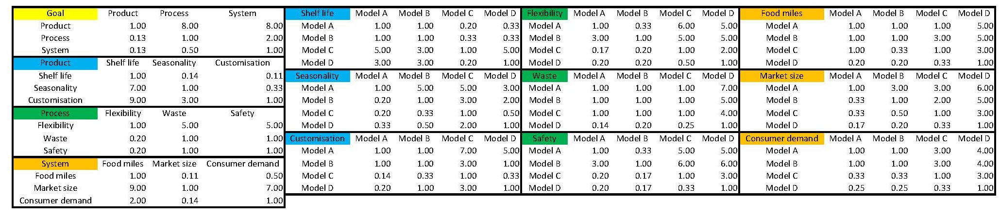 Goal Product Process System
Product 1.00 8.00 8.00
Process 0.13 1.00 2.00
System 0.13 0.50 1.00
Product Shelf life Seasonality Customisation
Shelf life 1.00 0.14 0.11
Seasonality 7.00 1.00 0.33
Customisation 9.00 3.00 1.00
Process Flexibility Waste Safety
Flexibility 1.00 5.00 5.00
Waste 0.20 1.00 1.00
Safety 0.20 1.00 1.00
System Food miles Market size Consumer demand
Food miles 1.00 0.11 0.50
Market size 9.00 1.00 7.00
Consumer demand 2.00 0.14 1.00
Shelf life Model A Model B Model C Model D
Model A 1.00 1.00 0.20 0.33
Model B 1.00 1.00 0.33 0.33
Model C 5.00 3.00 1.00 5.00
Model D 3.00 3.00 0.20 1.00
Seasonality Model A Model B Model C Model D
Model A 1.00 5.00 5.00 3.00
Model B 0.20 1.00 3.00 2.00
Model C 0.20 0.33 1.00 0.50
Model D 0.33 0.50 2.00 1.00
Customisation Model A Model B Model C Model D
Model A 1.00 1.00 7.00 5.00
Model B 1.00 1.00 3.00 1.00
Model C 0.14 0.33 1.00 0.33
Model D 0.20 1.00 3.00 1.00
Flexibility Model A Model B Model C Model D
Model A 1.00 0.33 6.00 5.00
Model B 3.00 1.00 5.00 5.00
Model C 0.17 0.20 1.00 2.00
Model D 0.20 0.20 0.50 1.00
Waste Model A Model B Model C Model D
Model A 1.00 1.00 1.00 7.00
Model B 1.00 1.00 1.00 5.00
Model C 1.00 1.00 1.00 4.00
Model D 0.14 0.20 0.25 1.00
Safety Model A Model B Model C Model D
Model A 1.00 0.33 5.00 5.00
Model B 3.00 1.00 6.00 6.00
Model C 0.20 0.17 1.00 3.00
Model D 0.20 0.17 0.33 1.00
Food miles Model A Model B Model C Model D
Model A 1.00 1.00 1.00 5.00
Model B 1.00 1.00 3.00 5.00
Model C 1.00 0.33 1.00 3.00
Model D 0.20 0.20 0.33 1.00
Market size Model A Model B Model C Model D
Model A 1.00 3.00 3.00 6.00
Model B 0.33 1.00 2.00 5.00
Model C 0.33 0.50 1.00 3.00
Model D 0.17 0.20 0.33 1.00
Consumer demand Model A Model B Model C Model D
Model A 1.00 1.00 3.00 4.00
Model B 1.00 1.00 3.00 4.00
Model C 0.33 0.33 1.00 3.00
Model D 0.25 0.25 0.33 1.00